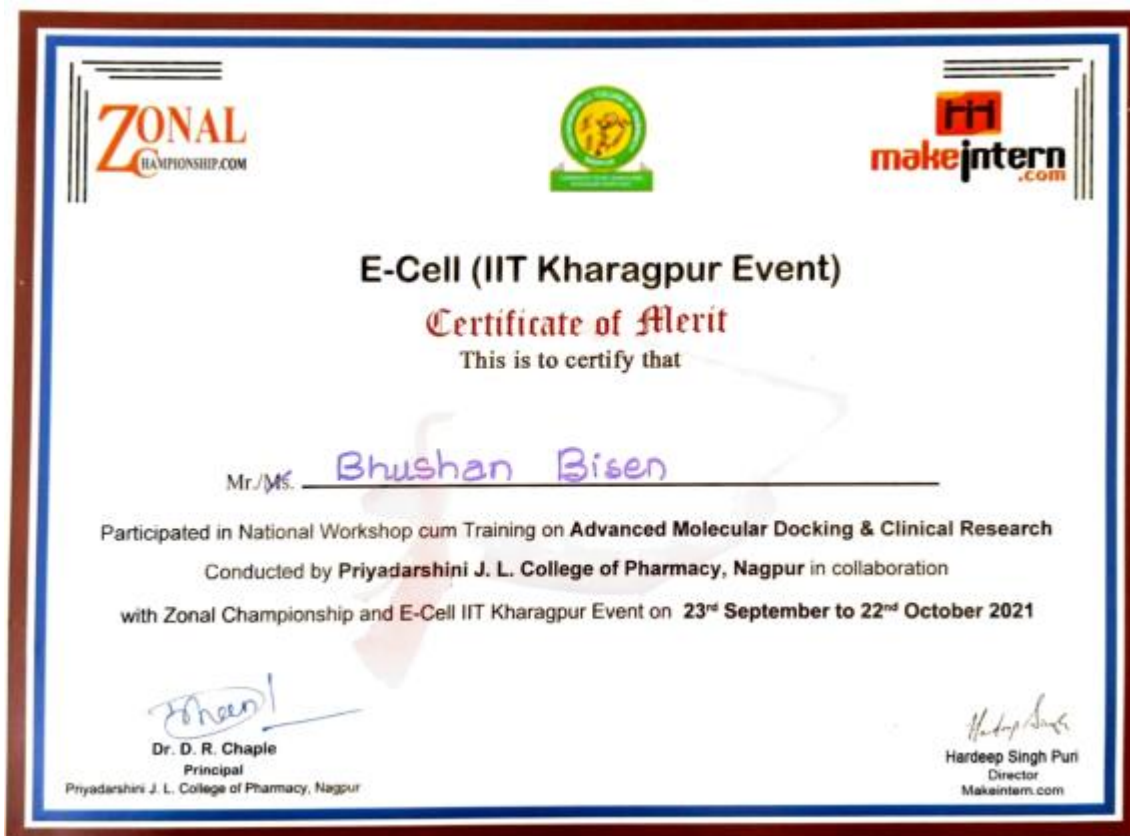 ZONAL
CHAMPIONSHIP.COM
makeintern
.com
E-Cell (IIT Kharagpur Event)
Certificate of Merit
This is to certify that
Mr./Ms. Bhushan Bisen
Participated in National Workshop cum Training on Advanced Molecular Docking & Clinical Research
Conducted by Priyadarshini J. L. College of Pharmacy, Nagpur in collaboration
with Zonal Championship and E-Cell IIT Kharagpur Event on 23rd September to 22nd October 2021
Dr. D. R. Chaple
Principal
Priyadarshini J. L. College of Pharmacy, Nagpur
Hardeep Singh
Hardeep Singh Puri
Director
Makeintern.com